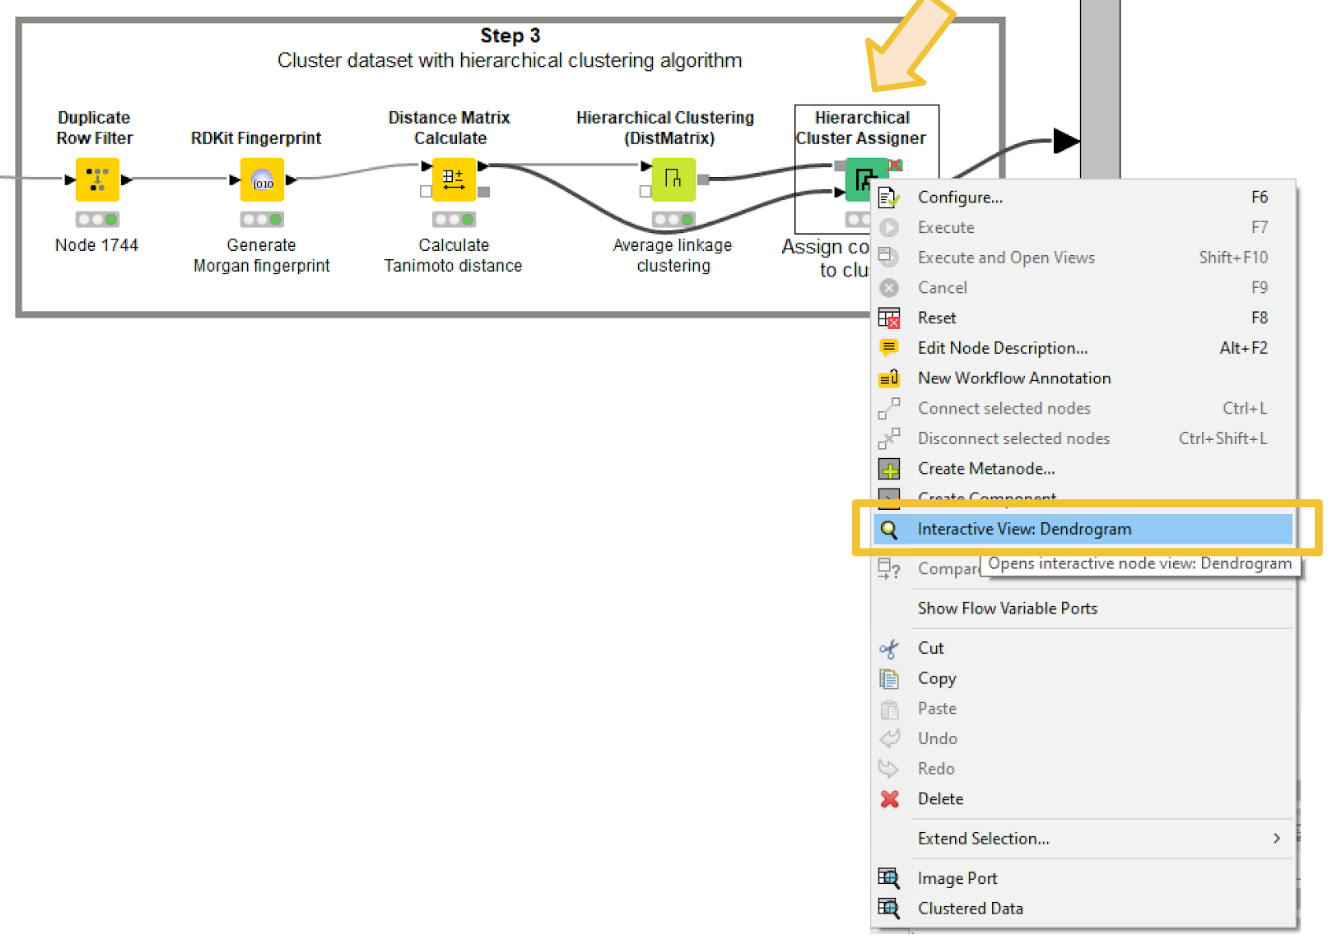 Step 3
Cluster dataset with hierarchical clustering algorithm
Duplicate
Row Filter
RDKit Fingerprint
Distance Matrix
Calculate
Hierarchical Clustering
(DistMatrix)
Hierarchical
Cluster Assigner
Node 1744
Generate
Morgan fingerprint
Calculate
Tanimoto distance
Average linkage
clustering
Assign co
to clu
Configure... F6
Execute F7
Execute and Open Views Shift+F10
Cancel F9
Reset F8
Edit Node Description... Alt+F2
New Workflow Annotation
Connect selected nodes Ctrl+L
Disconnect selected nodes Ctrl+Shift+L
Create Metanode...
Create Component
Interactive View: Dendrogram
Compar
Opens interactive node view: Dendrogram
Show Flow Variable Ports
Cut
Copy
Paste
Undo
Redo
Delete
Extend Selection...
Image Port
Clustered Data